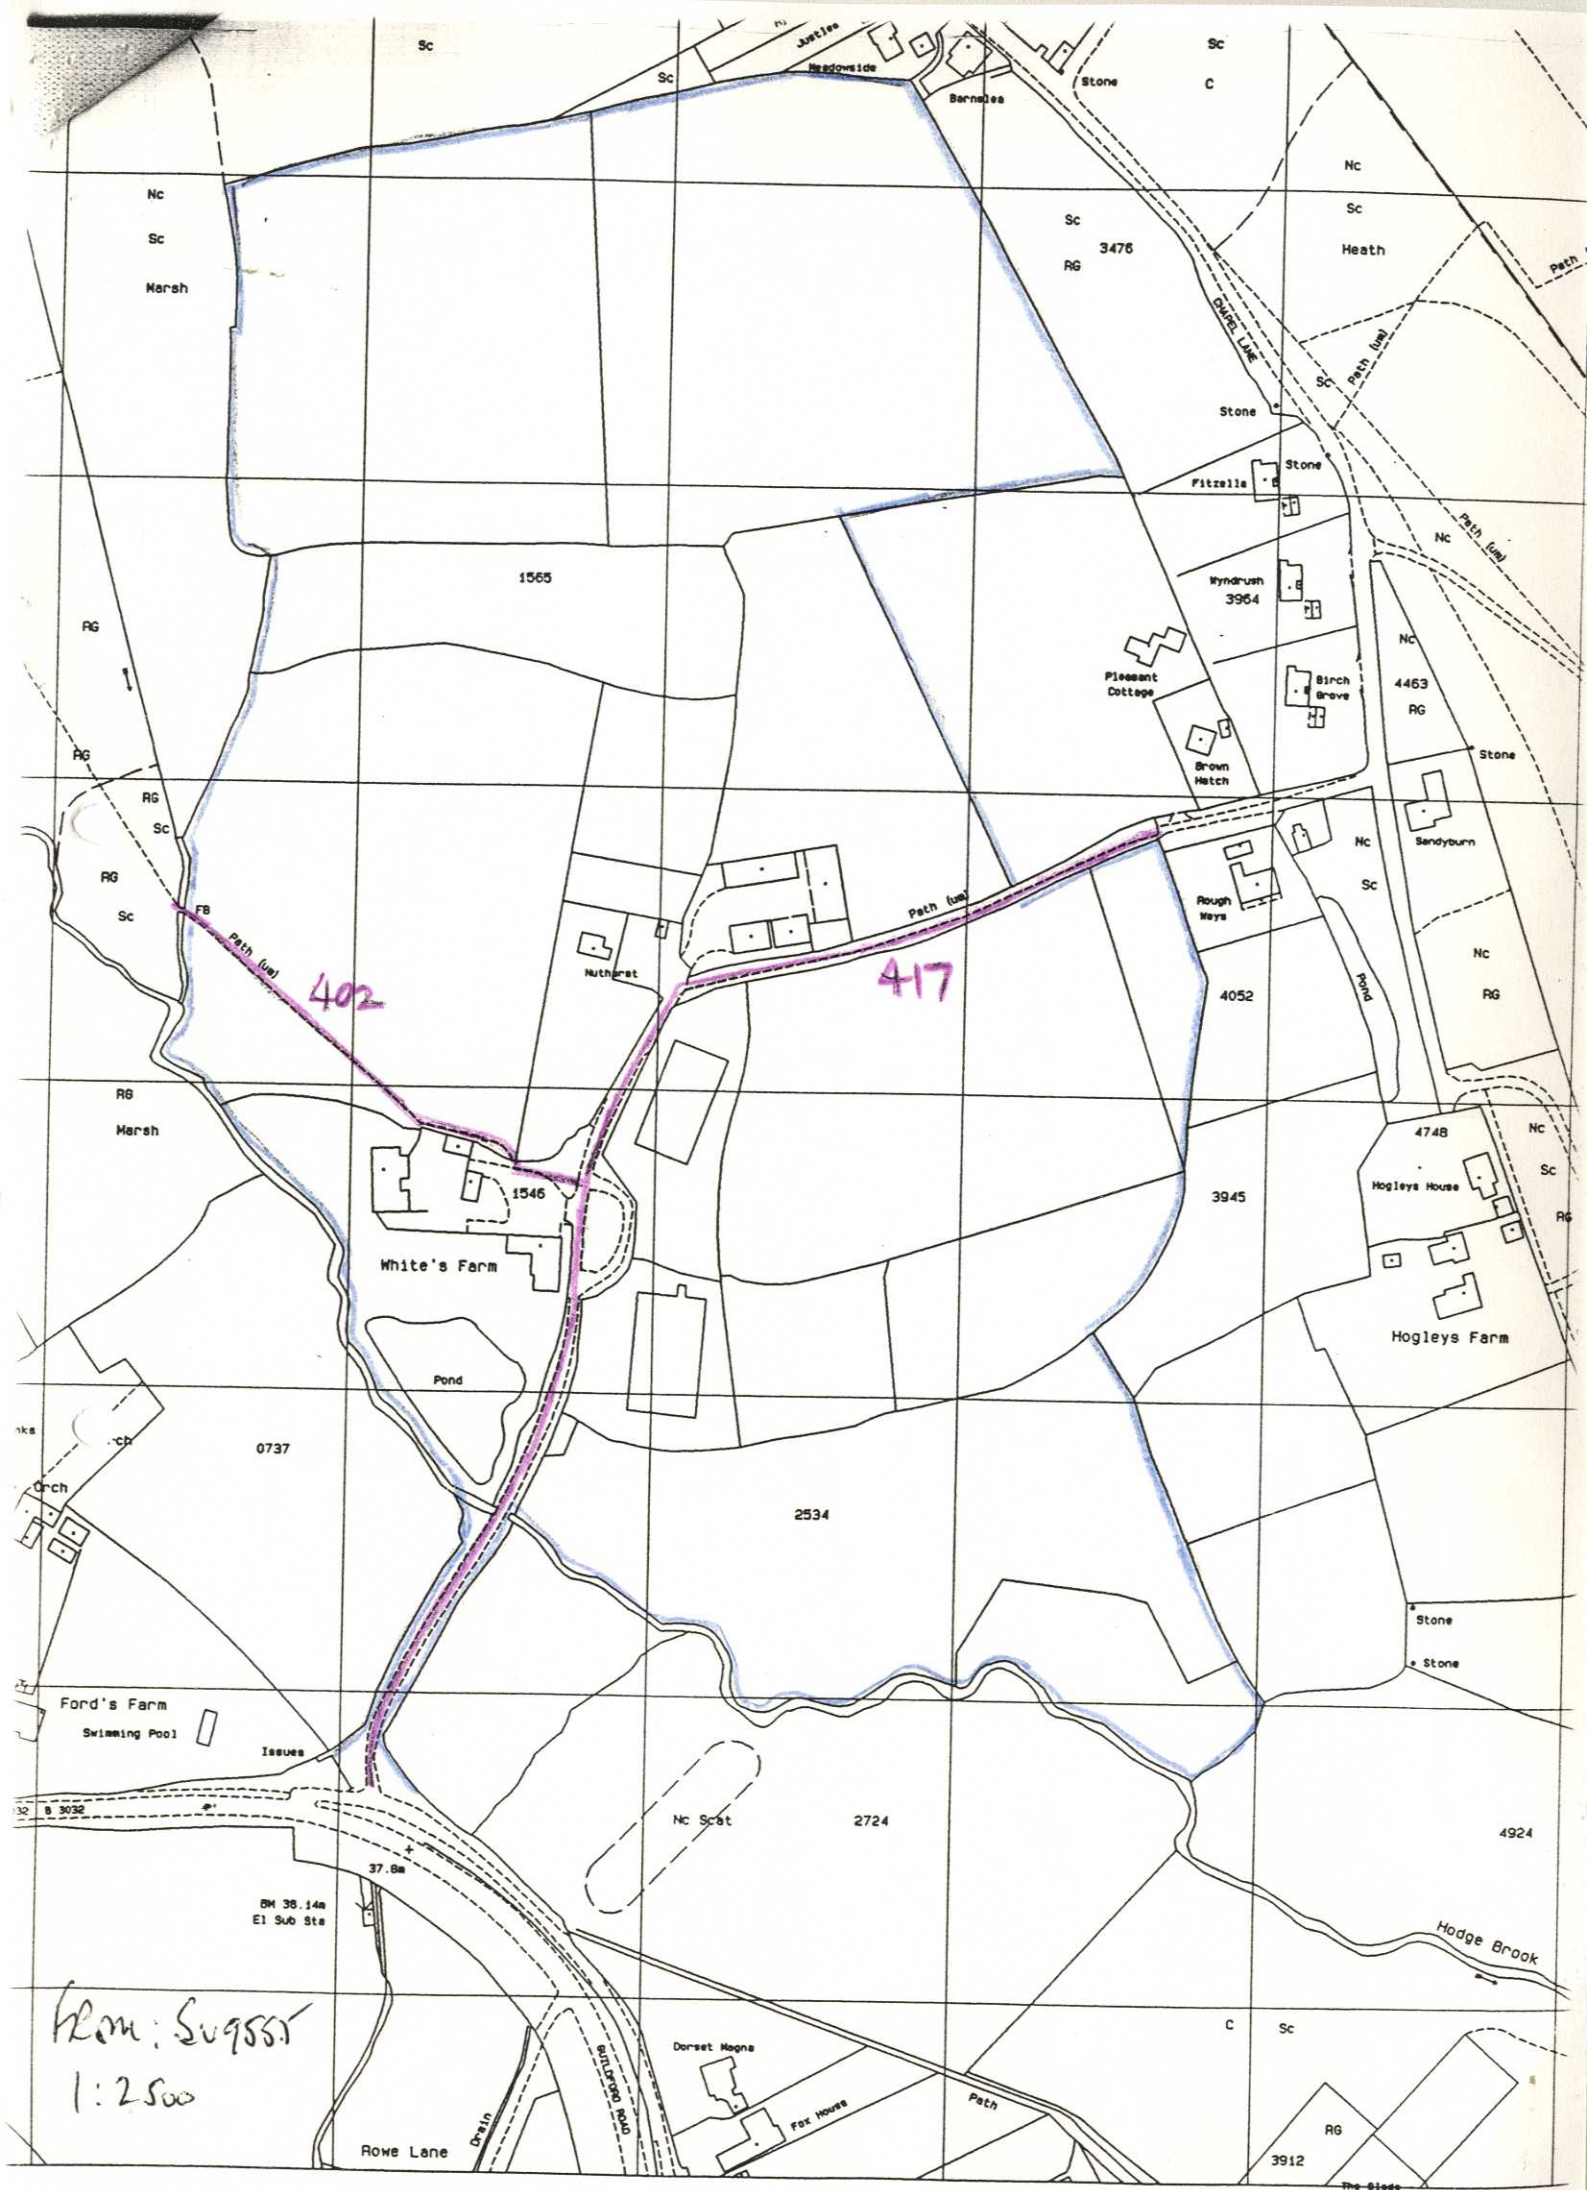 Sc
Justlea
Meadowside
Sc
Barnslea
Stone
Sc
C
Nc
Sc
Marsh
Sc
RG
3476
Nc
Sc
Heath
Path
CHAPEL LANE
Path (um)
Sc
Stone
Stone
Fitzella
Path (um)
Nc
1565
Wyndrush
3964
RG
Nc
Pleasant
Cottage
Birch
Grove
4463
RG
RG
Stone
Brown
Hatch
RG
Sc
Nc
Sandyburn
RG
Sc
Sc
FB
Path (um)
Path (um)
Rough
Ways
402
Nuthurst
417
4052
Pond
Nc
RG
RG
Marsh
4748
Nc
1546
3945
Hogleys House
Sc
RG
White's Farm
Hogleys Farm
Pond
0737
Orch
2534
Stone
Stone
Ford's Farm
Swimming Pool
Issues
B 3032
Nc Scat
2724
4924
37.8m
BM 38.14m
El Sub Sta
Hodge Brook
From: SU9555
1:2500
C Sc
Dorset Magna
GUILDFORD ROAD
Fox House
Path
Drain
Rowe Lane
RG
3912
The Glade